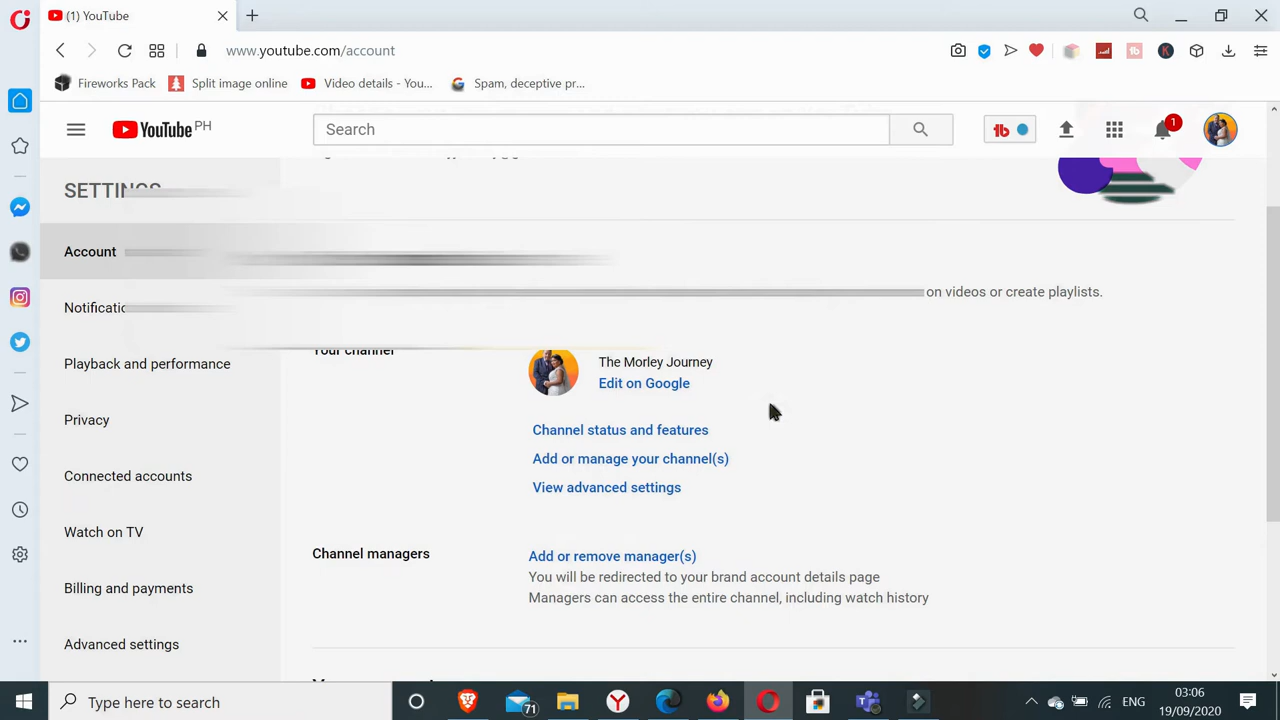 (1) YouTube
www.youtube.com/account
Fireworks Pack
Split image online
Video details - You...
Spam, deceptive pr...
YouTube PH
Search
tb
1
SETTINGS
Account
on videos or create playlists.
Notificatio
Your channel
The Morley Journey
Edit on Google
Playback and performance
Privacy
Channel status and features
Add or manage your channel(s)
Connected accounts
View advanced settings
Watch on TV
Channel managers
Add or remove manager(s)
You will be redirected to your brand account details page
Managers can access the entire channel, including watch history
Billing and payments
Advanced settings
Type here to search
71
ENG
03:06
19/09/2020